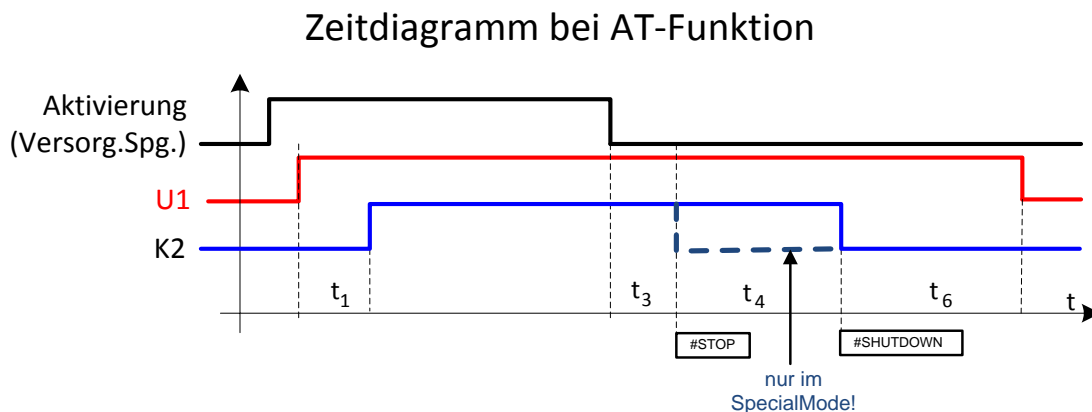 Zeitdiagramm bei AT-Funktion
Aktivierung
(Versorg.Spg.)
U1
K2
t1
t3
t4
t6
t
#STOP
#SHUTDOWN
nur im
SpecialMode!